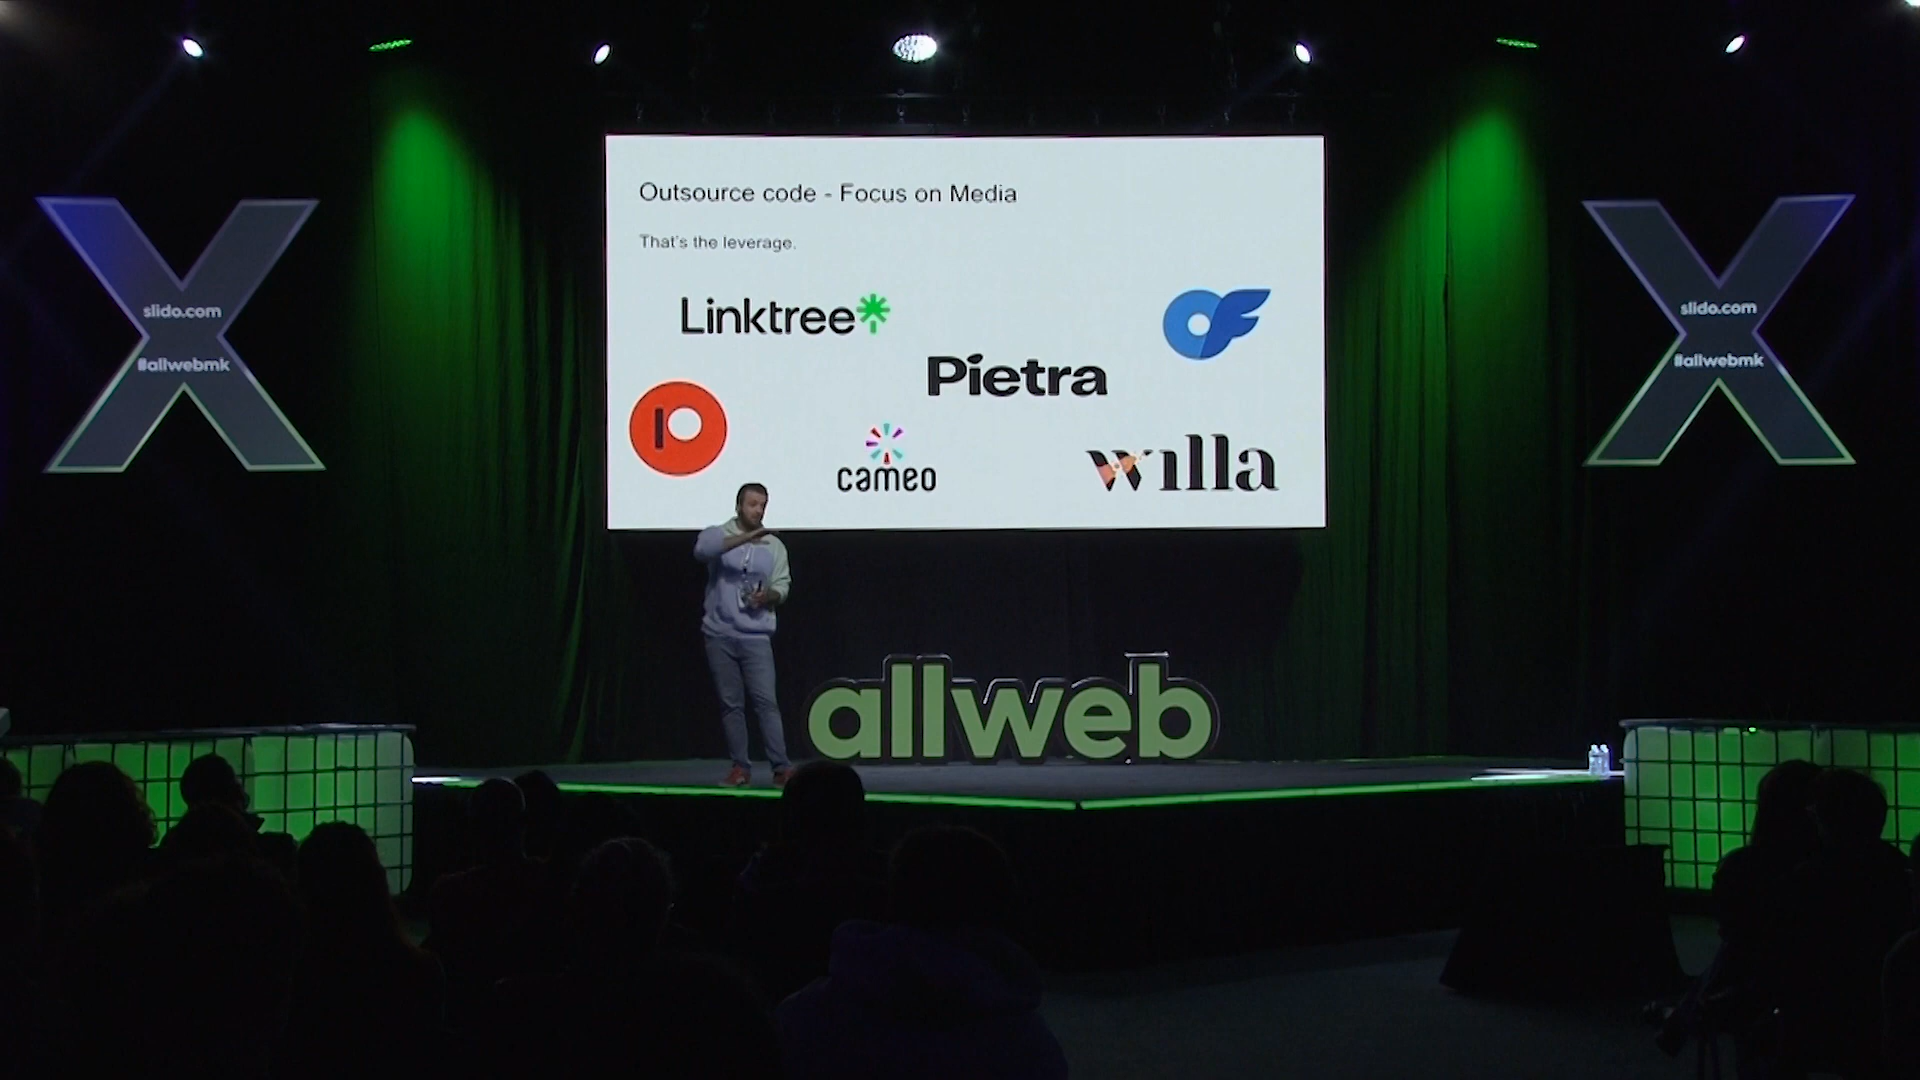 Outsource code - Focus on Media
That's the leverage.
Linktree
Pietra
cameo
willa
slido.com
#allwebmk
slido.com
#allwebmk
allweb